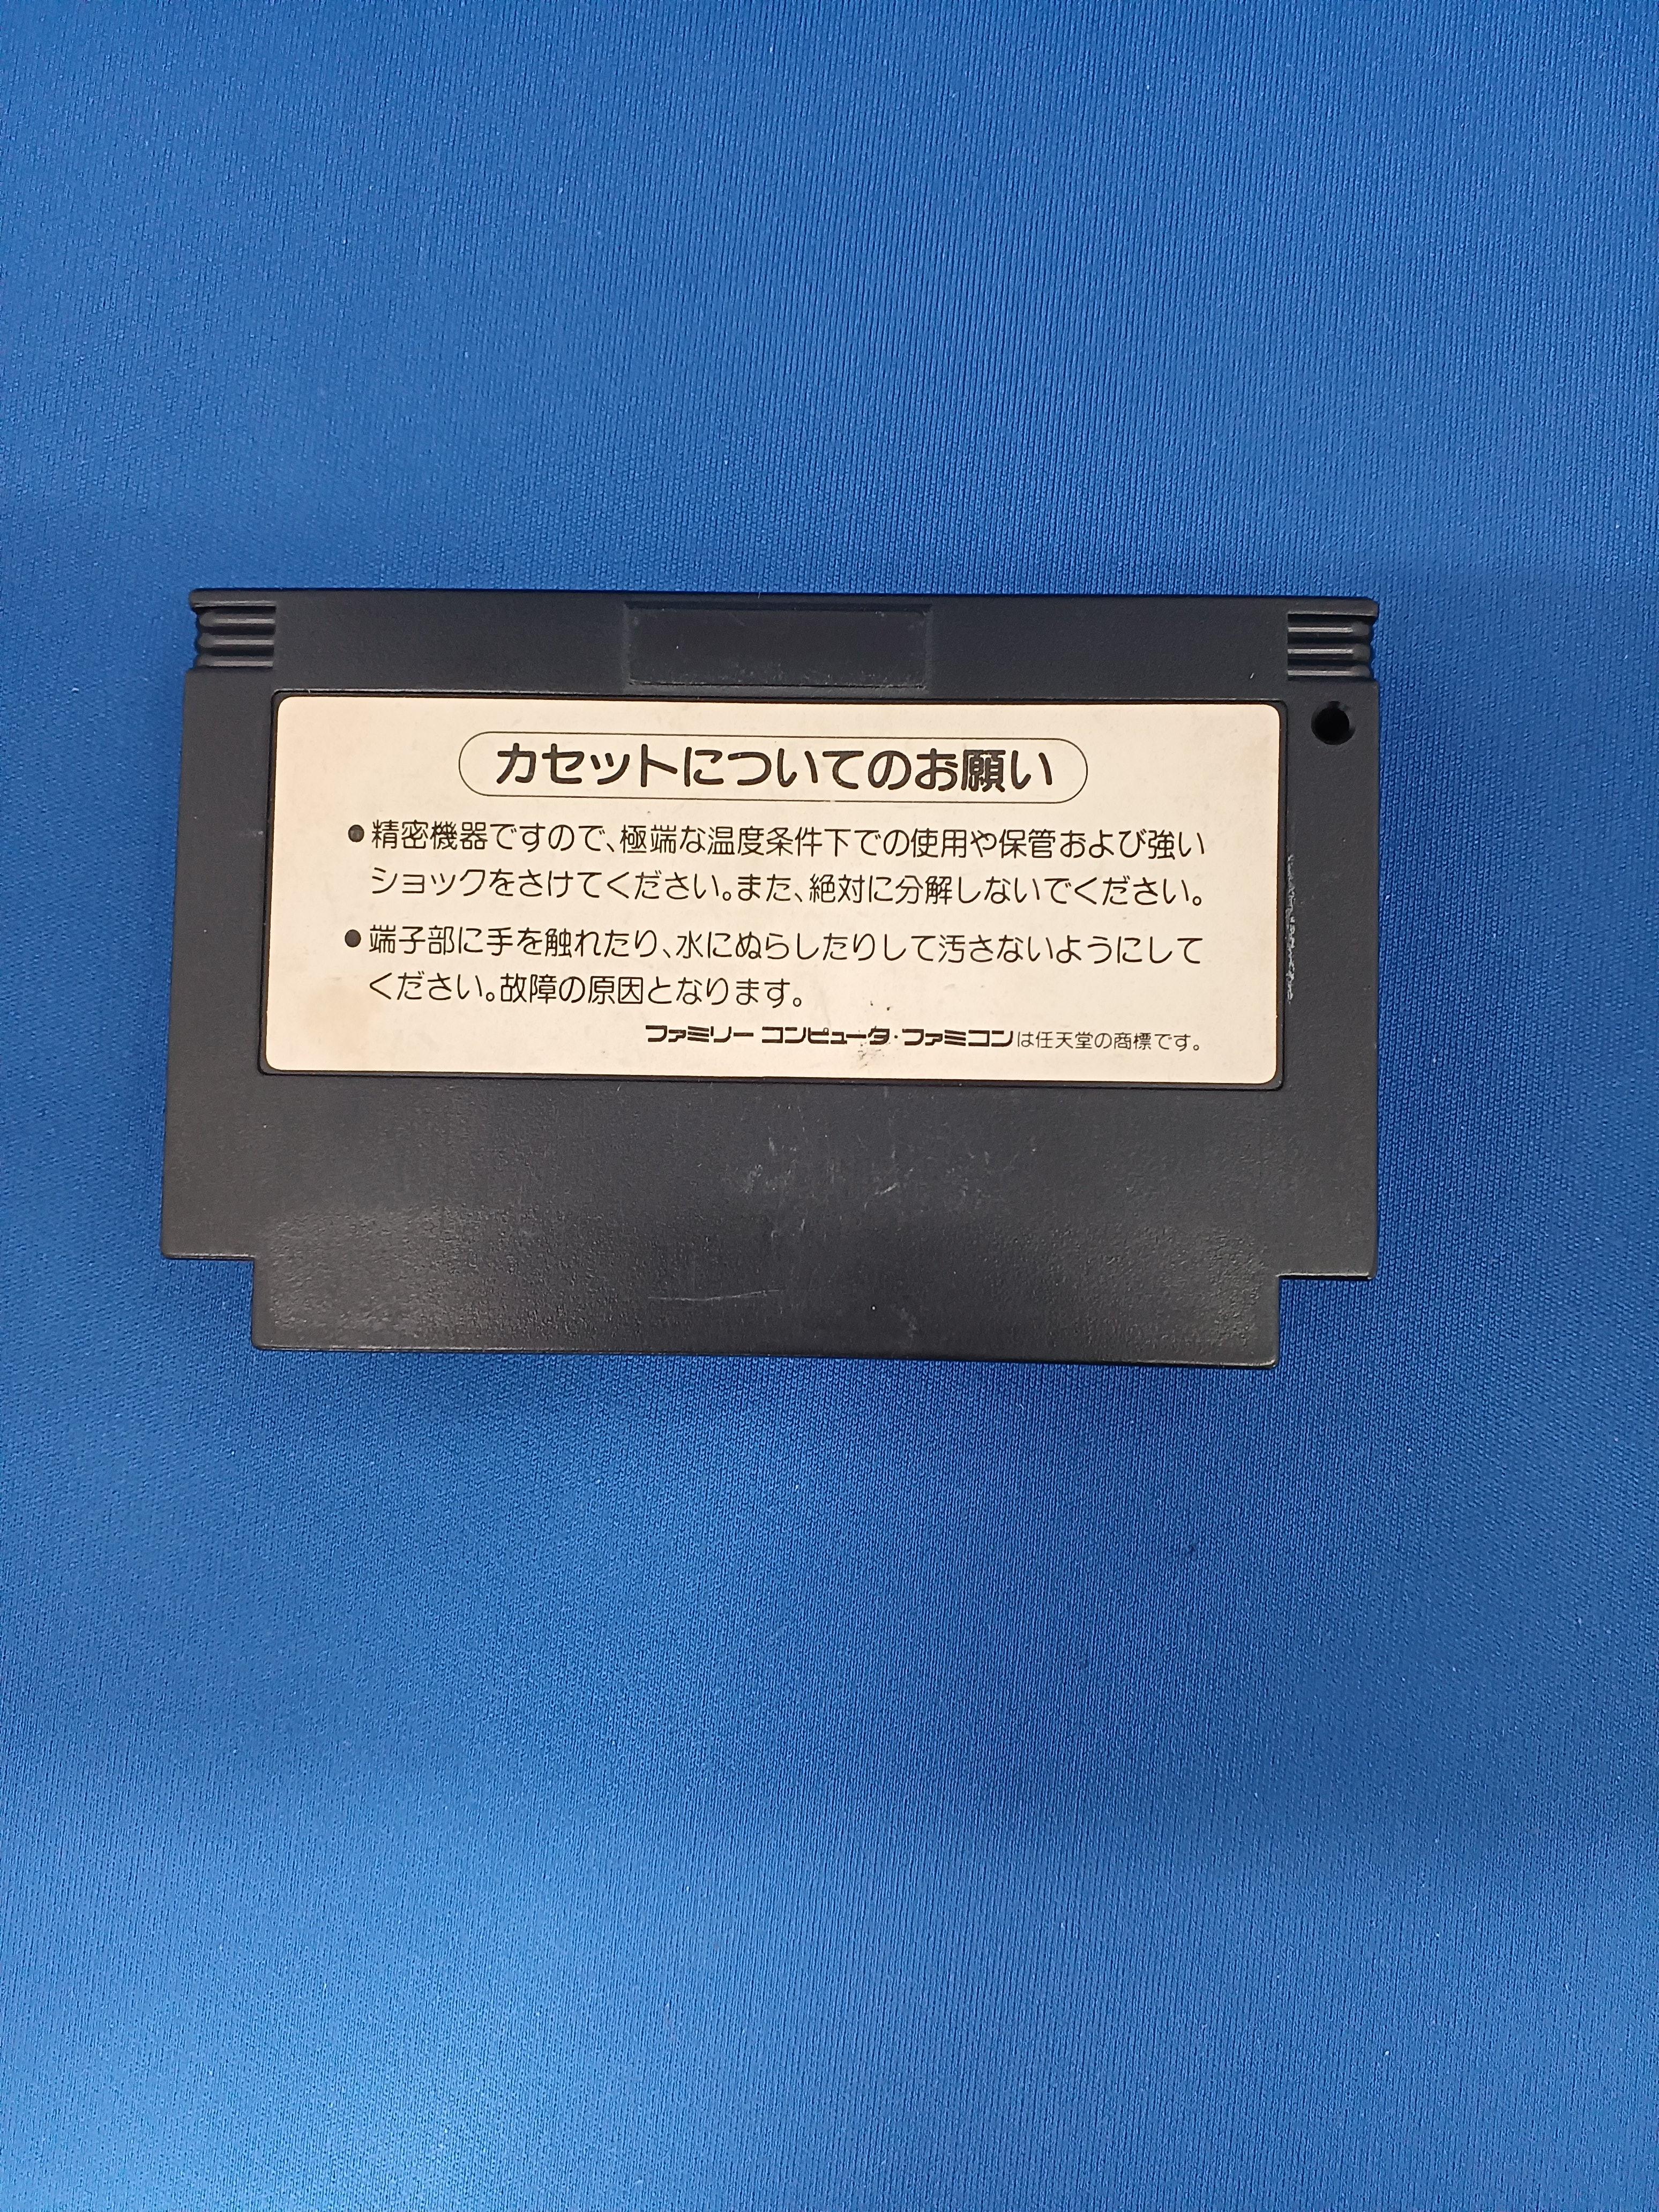 カセットについてのお願い
●精密機器ですので、極端な温度条件下での使用や保管および強い
ショックをさけてください。また、絶対に分解しないでください。
●端子部に手を触れたり、水にぬらしたりして汚さないようにして
ください。故障の原因となります。
ファミリー コンピュータ・ファミコンは任天堂の商標です。